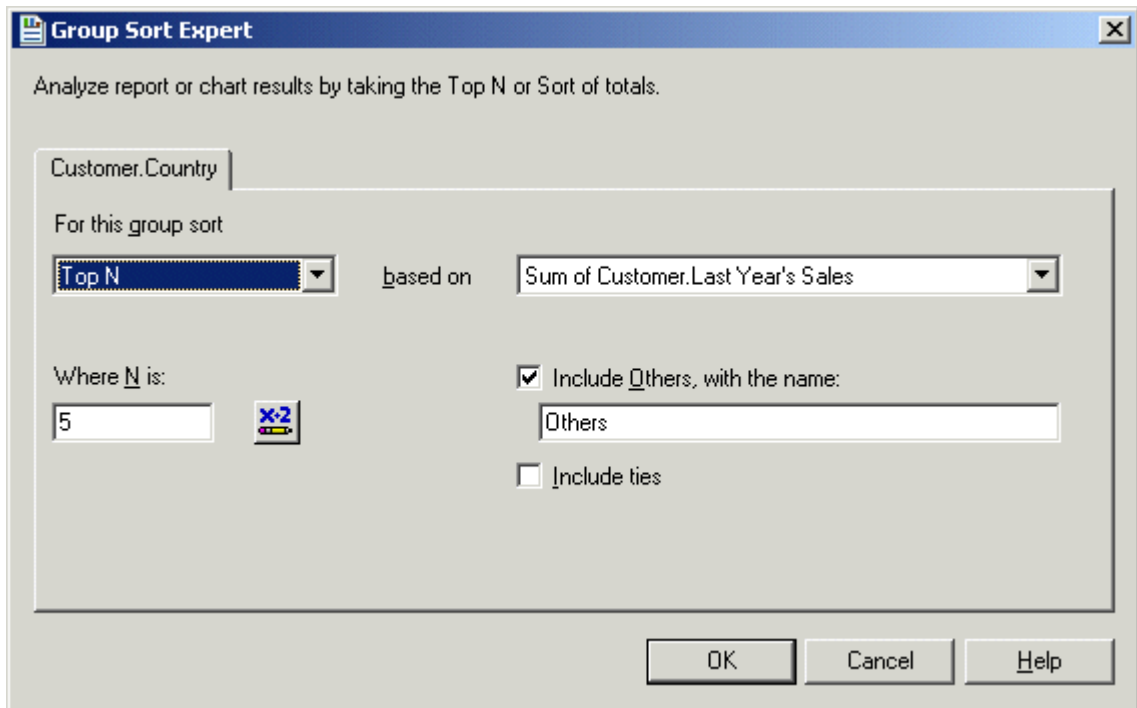 Group Sort Expert
Analyze report or chart results by taking the Top N or Sort of totals.
Customer.Country
For this group sort
Top N based on Sum of Customer.Last Year's Sales
Where N is: Include Others, with the name:
5 X+2 Others
Include ties
OK Cancel Help